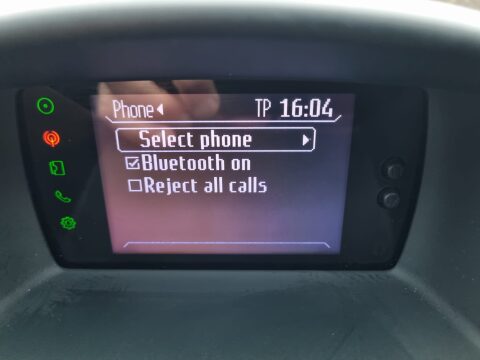 Phone
TP 16:04
Select phone
Bluetooth on
Reject all calls